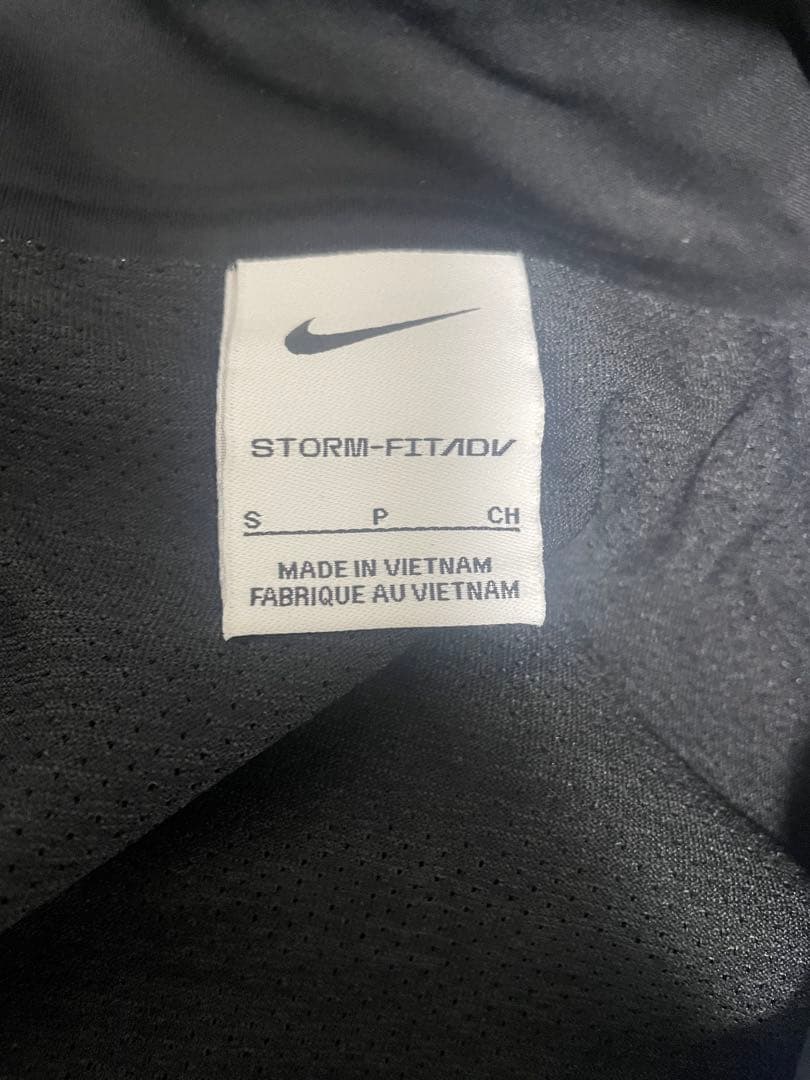 STORM-FITADV
S P CH
MADE IN VIETNAM
FABRIQUE AU VIETNAM